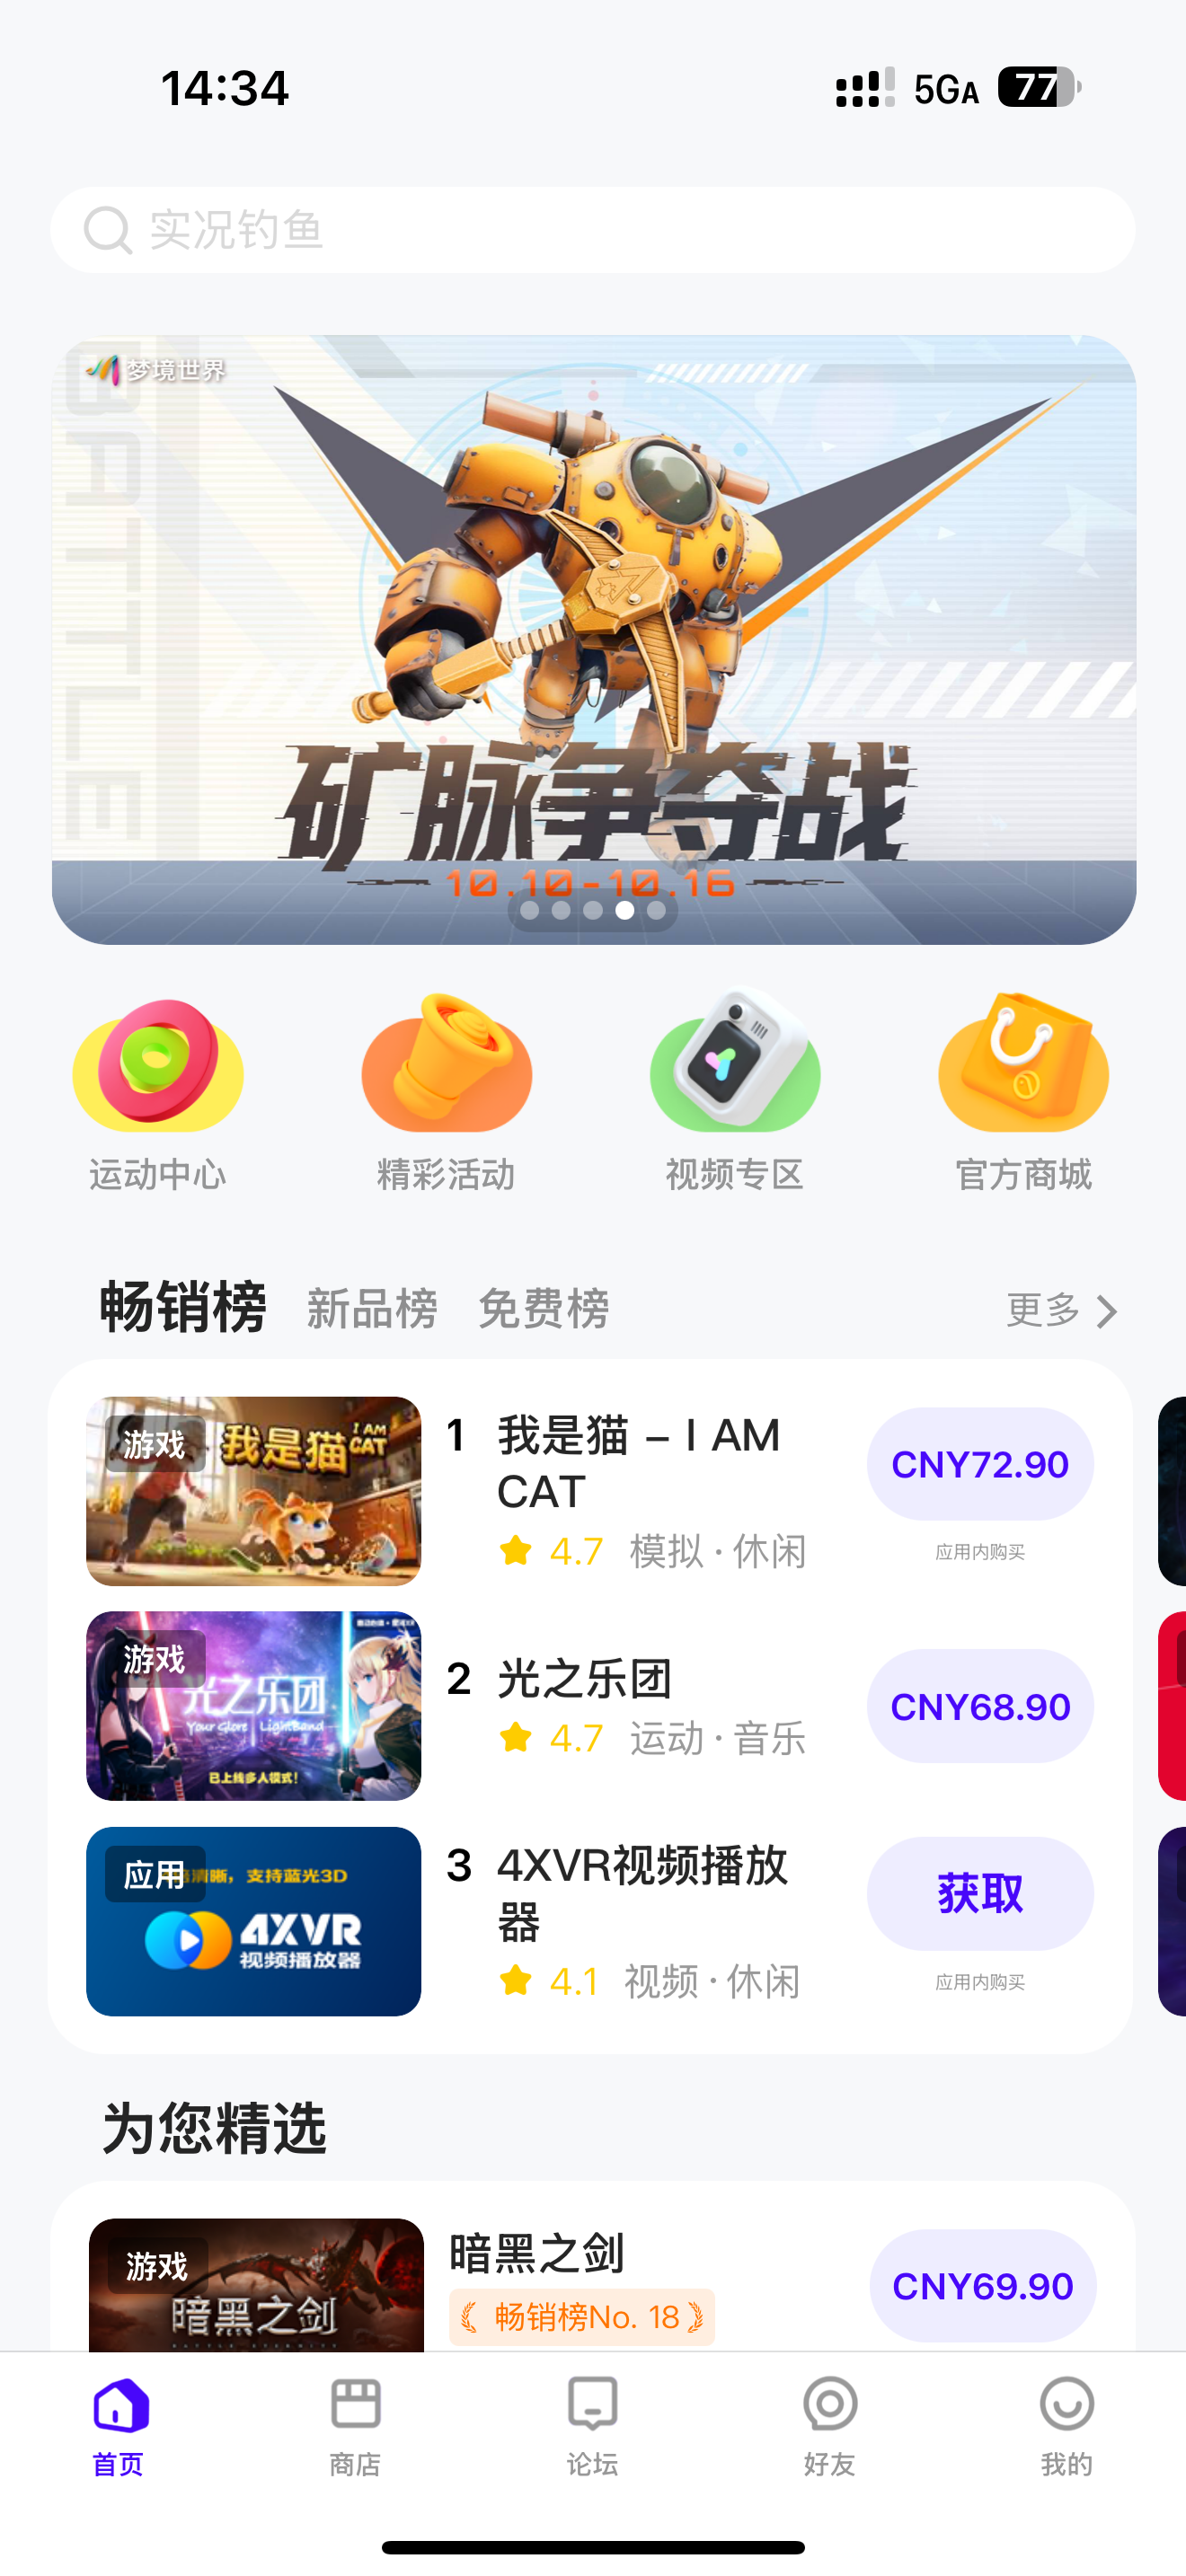 14:34
5GA
77
实况钓鱼
梦境世界
BATTLE
矿脉争夺战
10.10-10.16
运动中心
精彩活动
视频专区
官方商城
畅销榜 新品榜 免费榜 更多
游戏
我是猫 I AM CAT
1 我是猫 – I AM CAT
4.7 模拟 · 休闲
CNY72.90
应用内购买
游戏
光之乐团
已上线多人模式!
2 光之乐团
4.7 运动 · 音乐
CNY68.90
应用
清晰，支持蓝光3D
4XVR
视频播放器
3 4XVR视频播放器
4.1 视频 · 休闲
获取
应用内购买
为您精选
游戏
暗黑之剑
暗黑之剑
畅销榜No. 18
CNY69.90
首页
商店
论坛
好友
我的